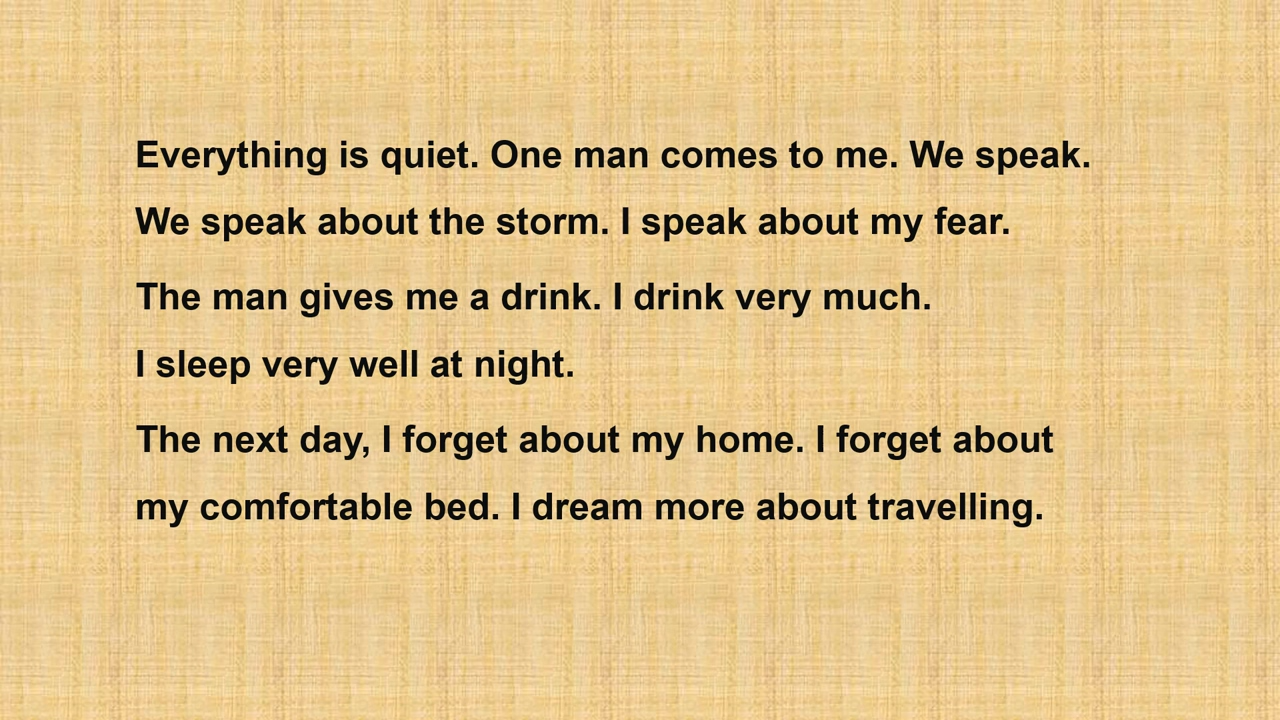 Everything is quiet. One man comes to me. We speak.
We speak about the storm. I speak about my fear.
The man gives me a drink. I drink very much.
I sleep very well at night.
The next day, I forget about my home. I forget about
my comfortable bed. I dream more about travelling.